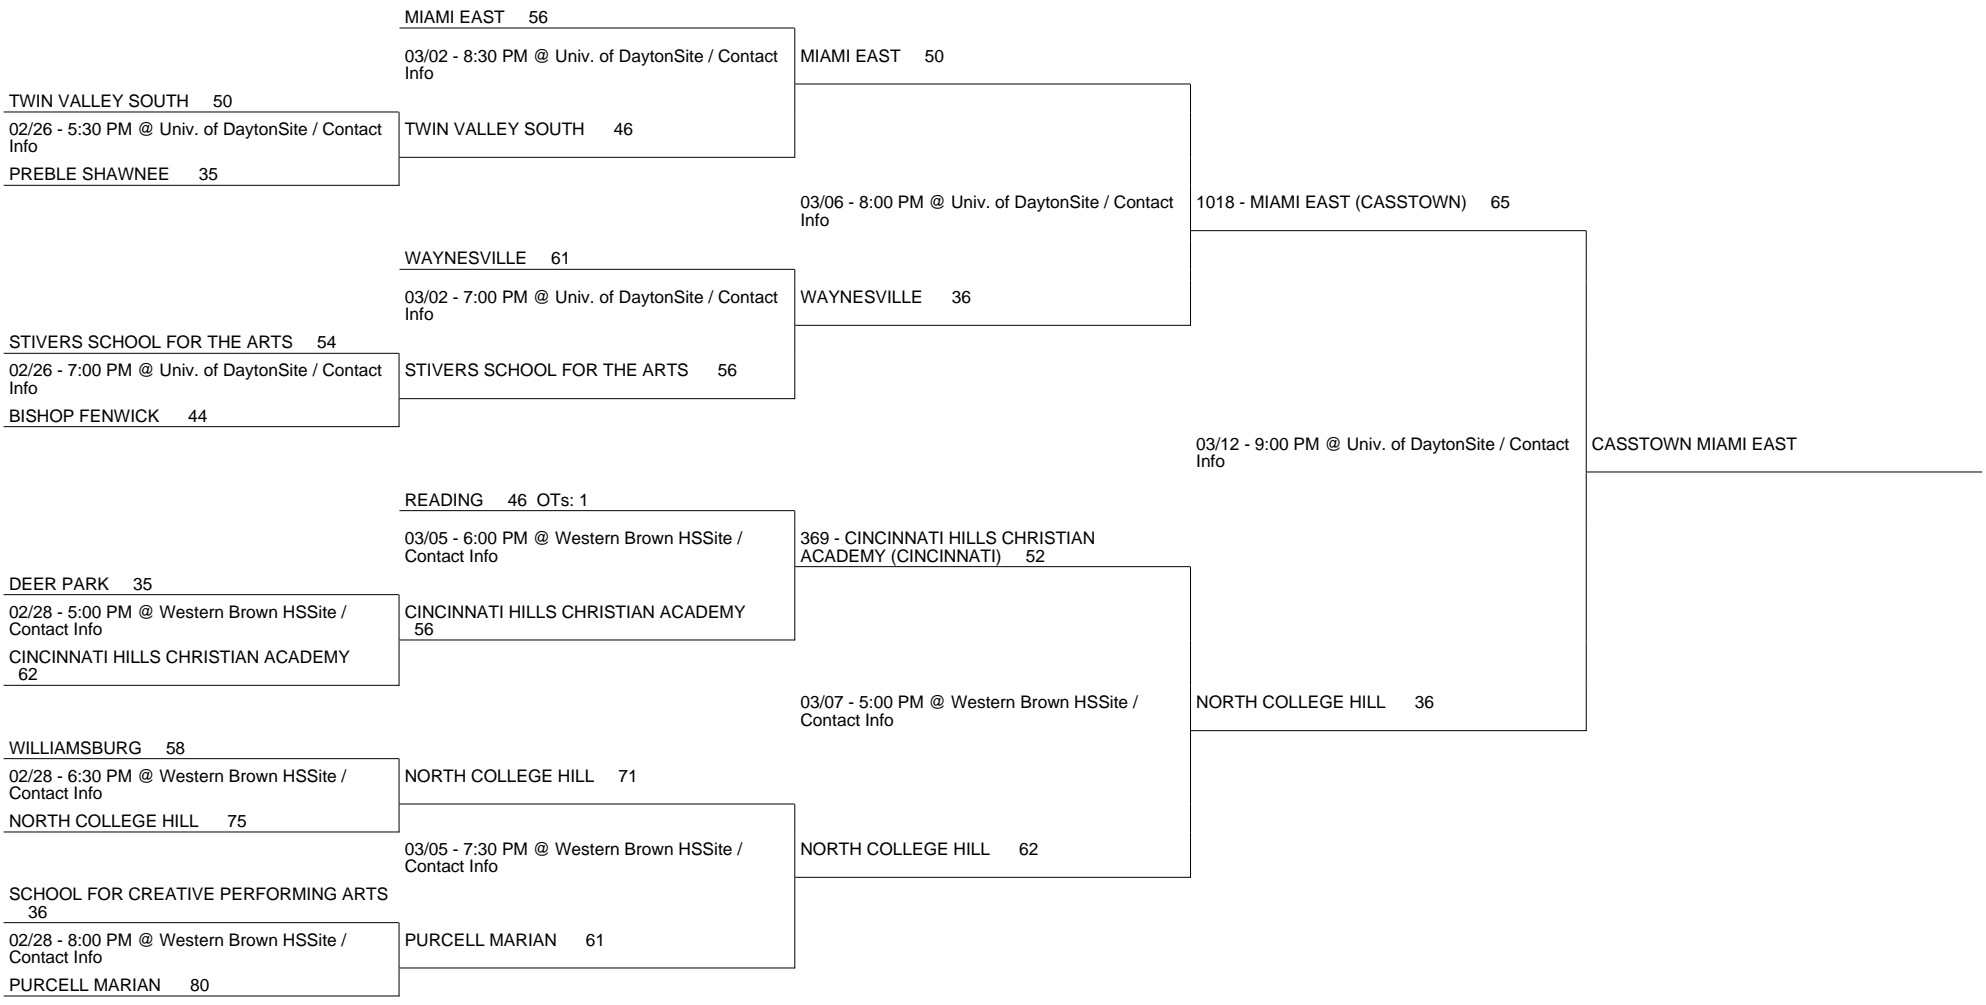 MIAMI EAST 56
03/02 - 8:30 PM @ Univ. of DaytonSite / Contact
Info
MIAMI EAST 50
TWIN VALLEY SOUTH 50
02/26 - 5:30 PM @ Univ. of DaytonSite / Contact
Info
TWIN VALLEY SOUTH 46
PREBLE SHAWNEE 35
03/06 - 8:00 PM @ Univ. of DaytonSite / Contact
Info
1018 - MIAMI EAST (CASSTOWN) 65
WAYNESVILLE 61
03/02 - 7:00 PM @ Univ. of DaytonSite / Contact
Info
WAYNESVILLE 36
STIVERS SCHOOL FOR THE ARTS 54
02/26 - 7:00 PM @ Univ. of DaytonSite / Contact
Info
STIVERS SCHOOL FOR THE ARTS 56
BISHOP FENWICK 44
03/12 - 9:00 PM @ Univ. of DaytonSite / Contact
Info
CASSTOWN MIAMI EAST
READING 46 OTs: 1
03/05 - 6:00 PM @ Western Brown HSSite /
Contact Info
369 - CINCINNATI HILLS CHRISTIAN
ACADEMY (CINCINNATI) 52
DEER PARK 35
02/28 - 5:00 PM @ Western Brown HSSite /
Contact Info
CINCINNATI HILLS CHRISTIAN ACADEMY
56
CINCINNATI HILLS CHRISTIAN ACADEMY
62
03/07 - 5:00 PM @ Western Brown HSSite /
Contact Info
NORTH COLLEGE HILL 36
WILLIAMSBURG 58
02/28 - 6:30 PM @ Western Brown HSSite /
Contact Info
NORTH COLLEGE HILL 71
NORTH COLLEGE HILL 75
03/05 - 7:30 PM @ Western Brown HSSite /
Contact Info
NORTH COLLEGE HILL 62
SCHOOL FOR CREATIVE PERFORMING ARTS
36
02/28 - 8:00 PM @ Western Brown HSSite /
Contact Info
PURCELL MARIAN 61
PURCELL MARIAN 80